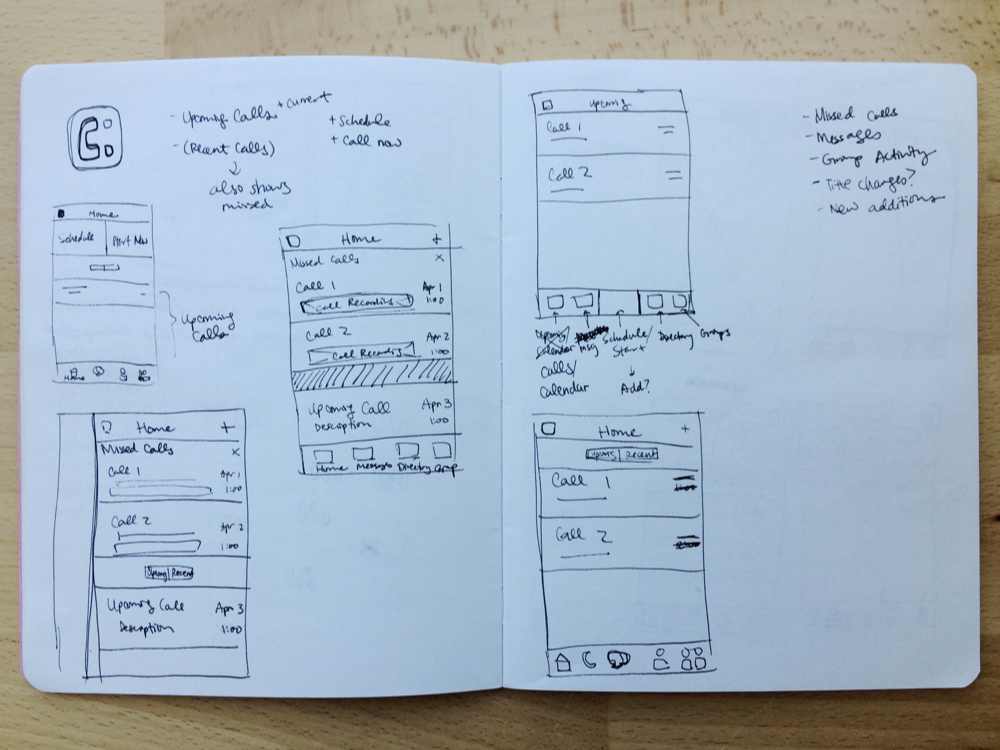 - Upcoming Calls + current
- (Recent Calls)
also shows
missed
+ Schedule
+ Call now
Home
Schedule
Start Now
Upcoming
Calls
Home
Home +
Missed Calls x
Call 1 Apr 1
Call Recording 1:00
Call 2 Apr 2
Call Recording 1:00
Upcoming Call Apr 3
Description 1:00
Home Messages Directory Group
Home +
Missed Calls x
Call 1 Apr 1
1:00
Call 2 Apr 2
1:00
Upcoming Recent
Upcoming Call Apr 3
Description 1:00
Upcoming
Call 1
Call 2
Upcoming/
Calendar Msg Schedule/ Directory Groups
Start
Calls/
Calendar Add?
Home +
Upcoming Recent
Call 1
Call 2
- Missed calls
- Messages
- Group Activity
- Title changes?
- New additions